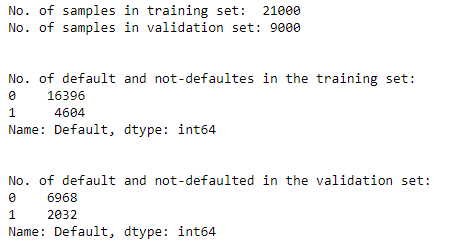 No. of samples in training set:  21000
No. of samples in validation set: 9000
No. of default and not-defaultes in the training set:
0    16396
1     4604
Name: Default, dtype: int64
No. of default and not-defaulted in the validation set:
0    6968
1    2032
Name: Default, dtype: int64